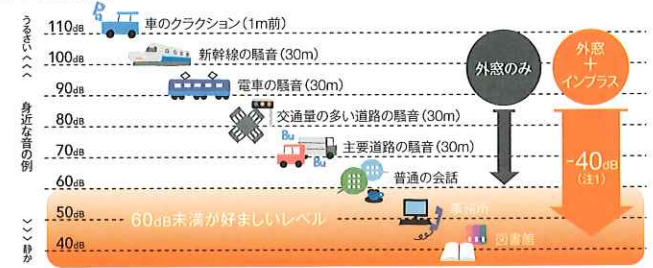 うるさい
身近な音の例
静か
110dB
車のクラクション(1m前)
100dB
新幹線の騒音(30m)
90dB
電車の騒音(30m)
80dB
交通量の多い道路の騒音(30m)
70dB
Bu
Bu
主要道路の騒音(30m)
60dB
普通の会話
50dB
60dB未満が好ましいレベル
事務所
40dB
図書館
外窓のみ
外窓
+
インプラス
-40dB
(注1)